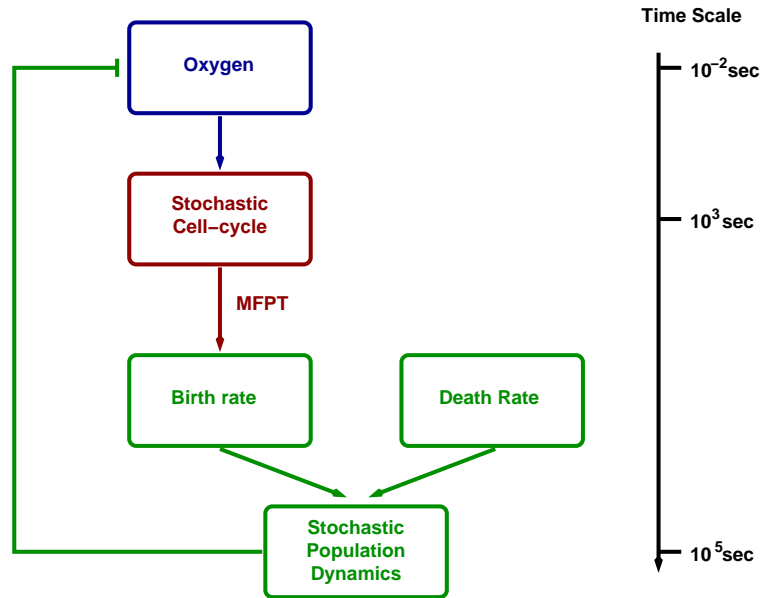 Time Scale
Oxygen
10⁻²sec
Stochastic
Cell−cycle
10³sec
MFPT
Birth rate
Death Rate
Stochastic
Population
Dynamics
10⁵sec